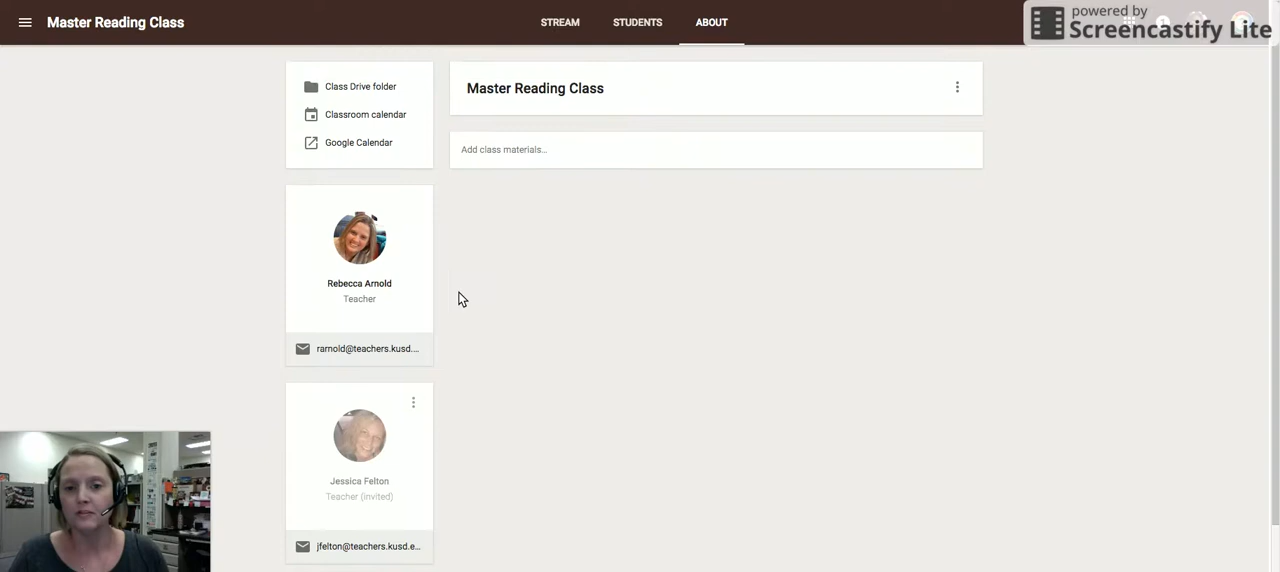 Master Reading Class
STREAM
STUDENTS
ABOUT
powered by
Screencastify Lite
Class Drive folder
Classroom calendar
Google Calendar
Master Reading Class
Add class materials...
Rebecca Arnold
Teacher
rarnold@teachers.kusd....
Jessica Felton
Teacher (invited)
jfelton@teachers.kusd.e...